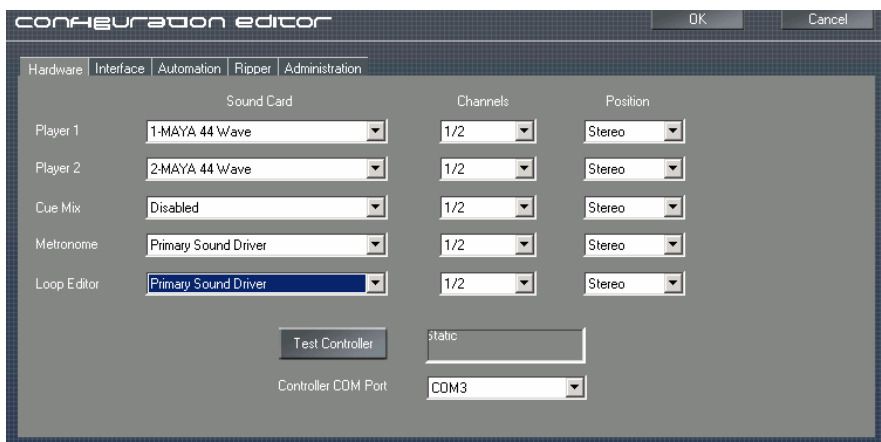 configuration editor OK Cancel
Hardware Interface Automation Ripper Administration
Sound Card Channels Position
Player 1 1-MAYA 44 Wave 1/2 Stereo
Player 2 2-MAYA 44 Wave 1/2 Stereo
Cue Mix Disabled 1/2 Stereo
Metronome Primary Sound Driver 1/2 Stereo
Loop Editor Primary Sound Driver 1/2 Stereo
Test Controller Static
Controller COM Port COM3